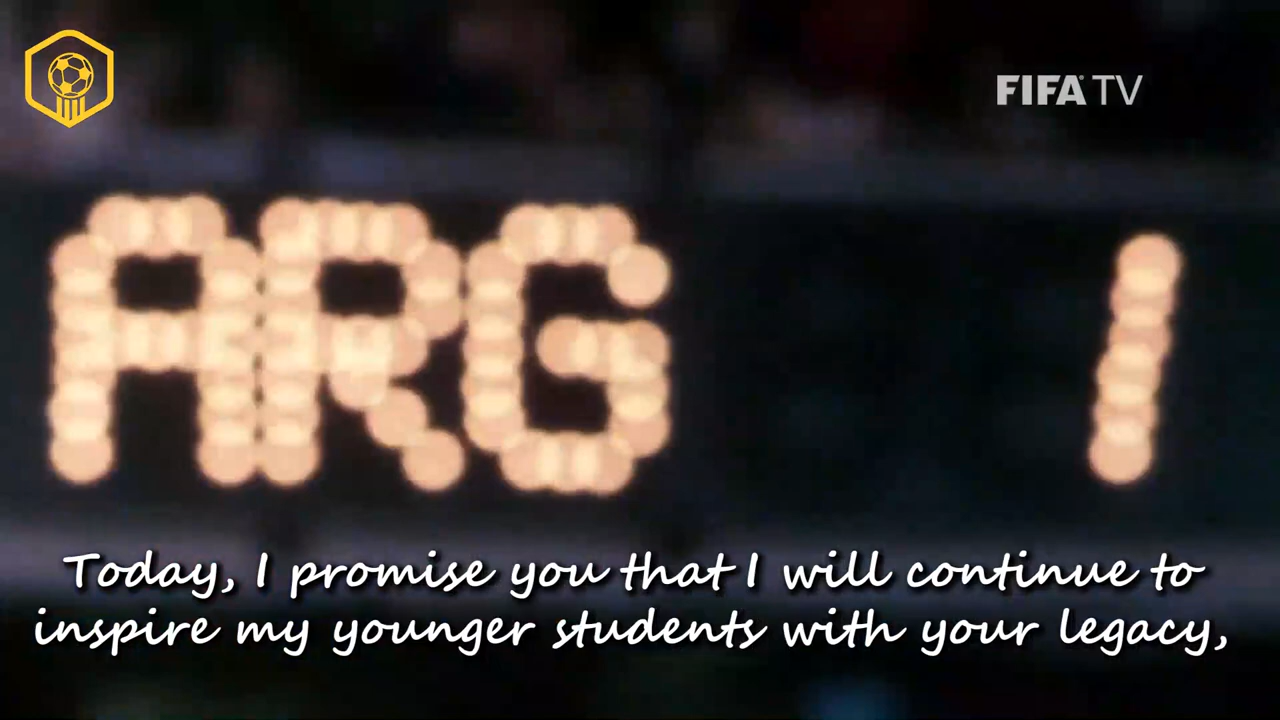 FIFA TV
ARG 1
Today, I promise you that I will continue to
inspire my younger students with your legacy,